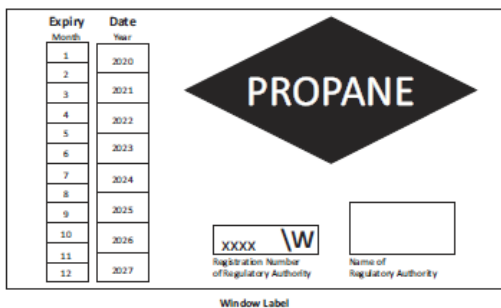 Expiry Date
Month Year
1
2
3
4
5
6
7
8
9
10
11
12
2020
2021
2022
2023
2024
2025
2026
2027
PROPANE
xxxx \W
Registration Number
of Regulatory Authority
Name of
Regulatory Authority
Window Label